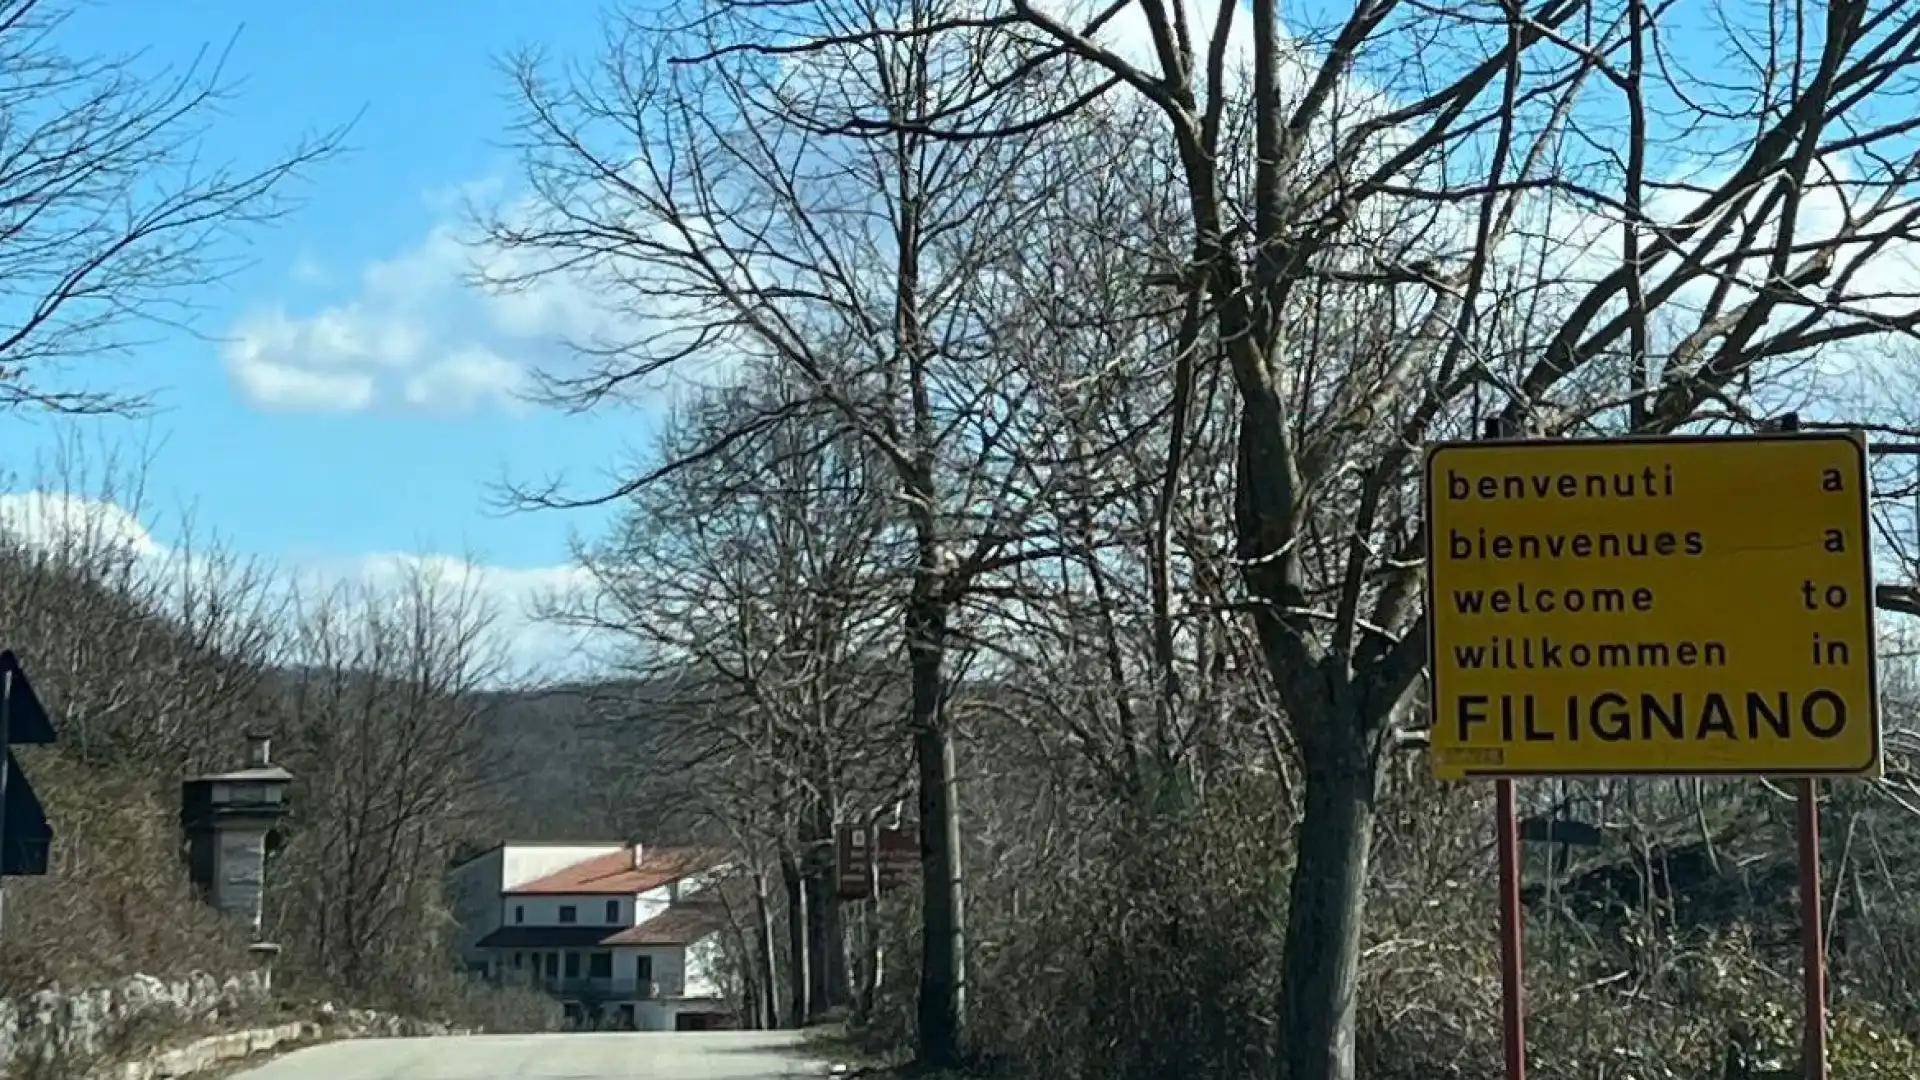 benvenuti a
bienvenues a
welcome to
willkommen in
FILIGNANO